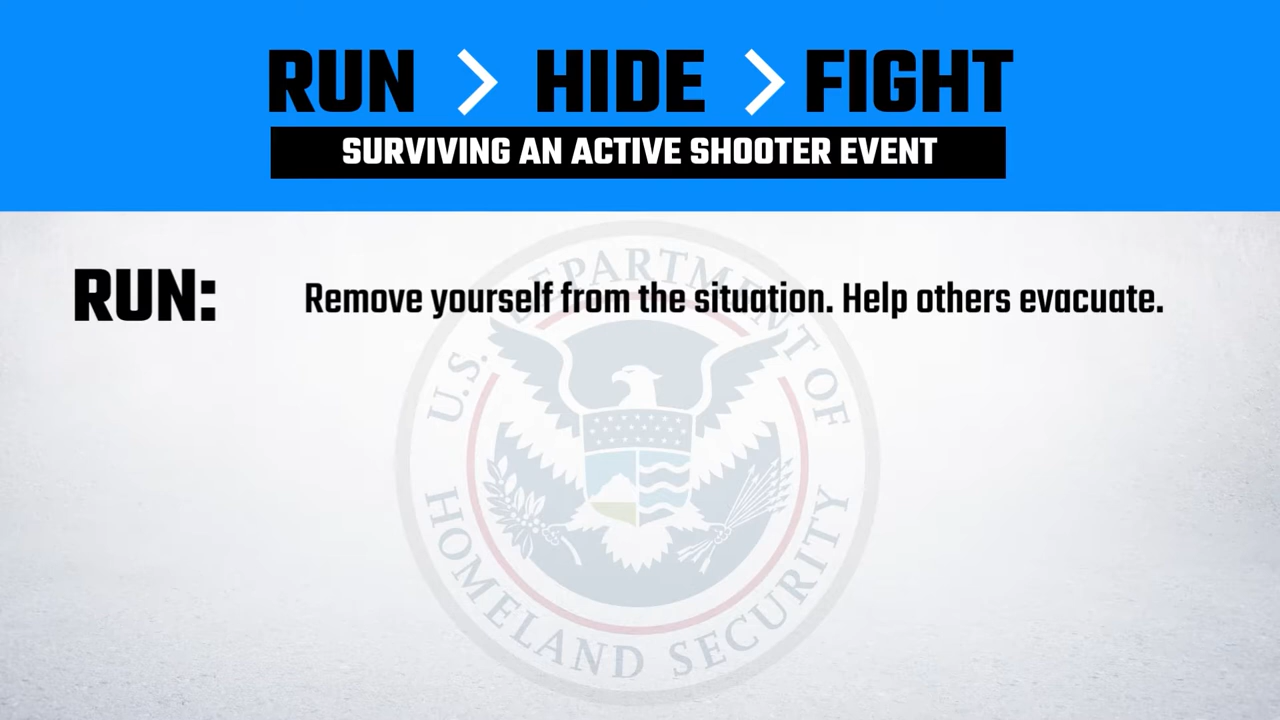 RUN > HIDE > FIGHT
SURVIVING AN ACTIVE SHOOTER EVENT
RUN: Remove yourself from the situation. Help others evacuate.
U.S. DEPARTMENT OF
HOMELAND SECURITY